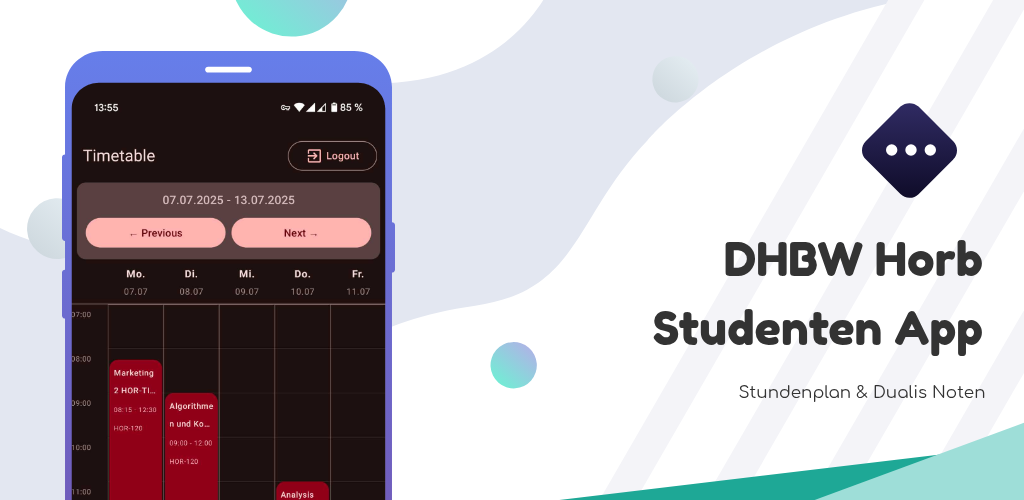 13:55
85 %
Timetable
Logout
07.07.2025 - 13.07.2025
← Previous
Next →
Mo. Di. Mi. Do. Fr.
07.07 08.07 09.07 10.07 11.07
07:00
08:00
Marketing
2 HOR-TI...
08:15 - 12:30
HOR-120
09:00
Algorithme
n und Ko...
09:00 - 12:00
HOR-120
10:00
11:00
Analysis
DHBW Horb
Studenten App
Stundenplan & Dualis Noten